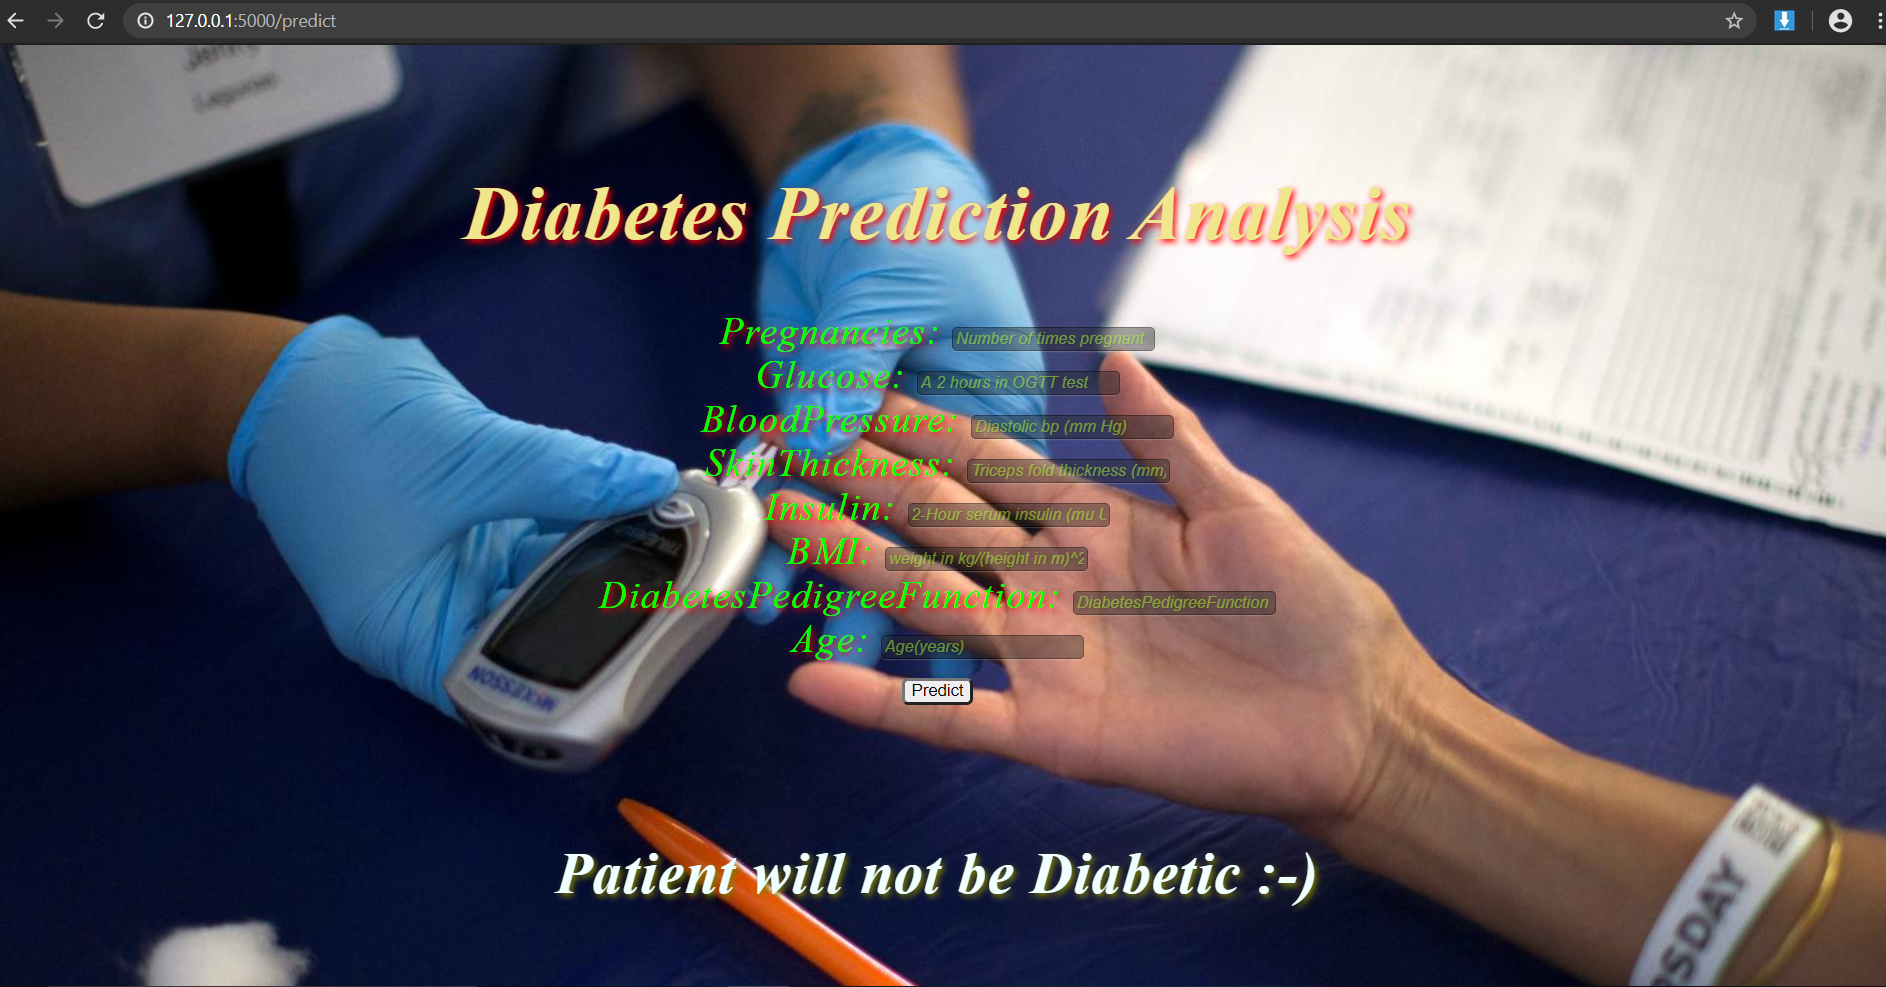 127.0.0.1:5000/predict
Diabetes Prediction Analysis
Pregnancies: Number of times pregnant
Glucose: A 2 hours in OGTT test
BloodPressure: Diastolic bp (mm Hg)
SkinThickness: Triceps fold thickness (mm)
Insulin: 2-Hour serum insulin (mu U
BMI: weight in kg/(height in m)^2
DiabetesPedigreeFunction: DiabetesPedigreeFunction
Age: Age(years)
Predict
McKESSON
Patient will not be Diabetic :-)